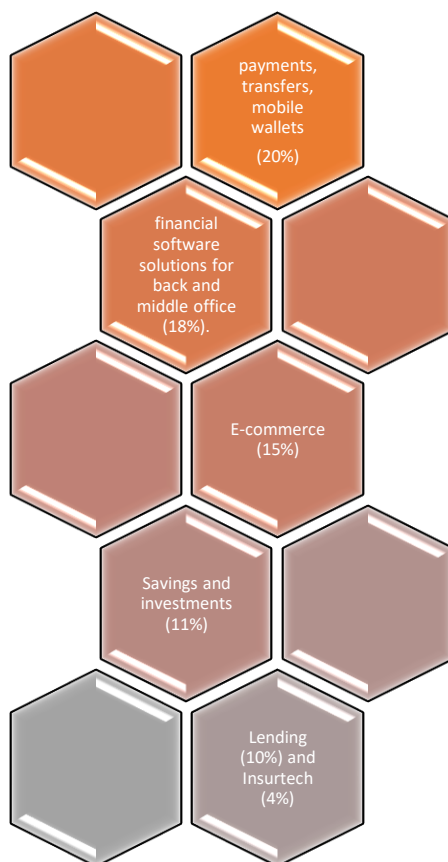 payments,
transfers,
mobile
wallets
(20%)
financial
software
solutions for
back and
middle office
(18%).
E-commerce
(15%)
Savings and
investments
(11%)
Lending
(10%) and
Insurtech
(4%)